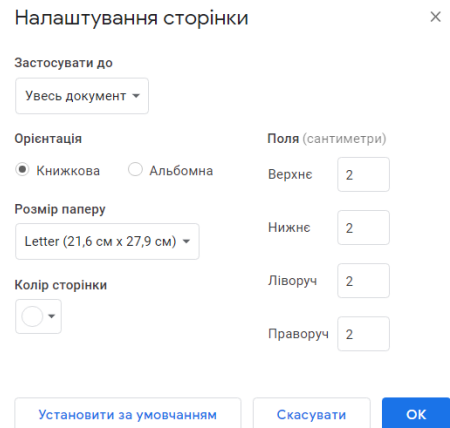 Налаштування сторінки
Застосувати до
Увесь документ
Орієнтація
Книжкова
Альбомна
Розмір паперу
Letter (21,6 см x 27,9 см)
Колір сторінки
Поля (сантиметри)
Верхнє 2
Нижнє 2
Ліворуч 2
Праворуч 2
Установити за умовчанням
Скасувати
ОК